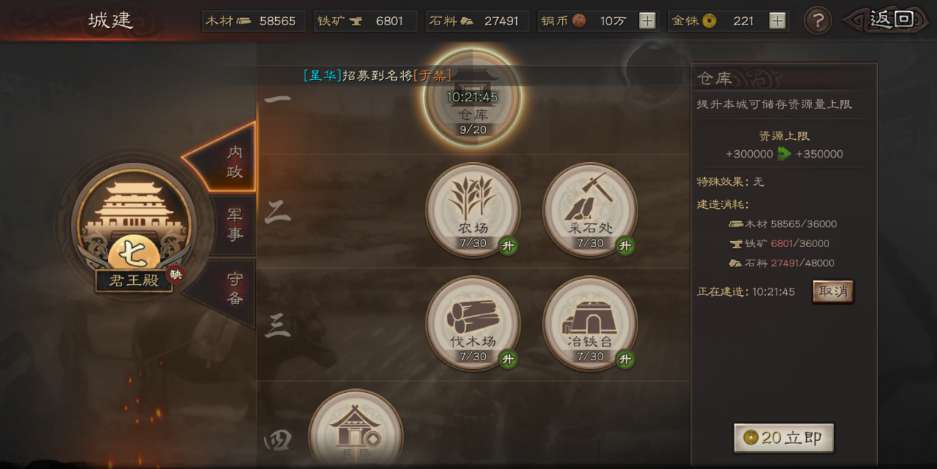 城建
木材 58565
铁矿 6801
石料 27491
铜币 10万
金铢 221
?
返回
[星华]招募到名将[于禁]
一
10:21:45
仓库
9/20
内政
军事
守备
七
君王殿
缺
二
农场
7/30
升
采石处
7/30
升
三
伐木场
7/30
升
冶铁台
7/30
升
四
仓库
提升本城可储存资源量上限
资源上限
+300000 +350000
特殊效果:无
建造消耗:
木材 58565/36000
铁矿 6801/36000
石料 27491/48000
正在建造:10:21:45
取消
20立即